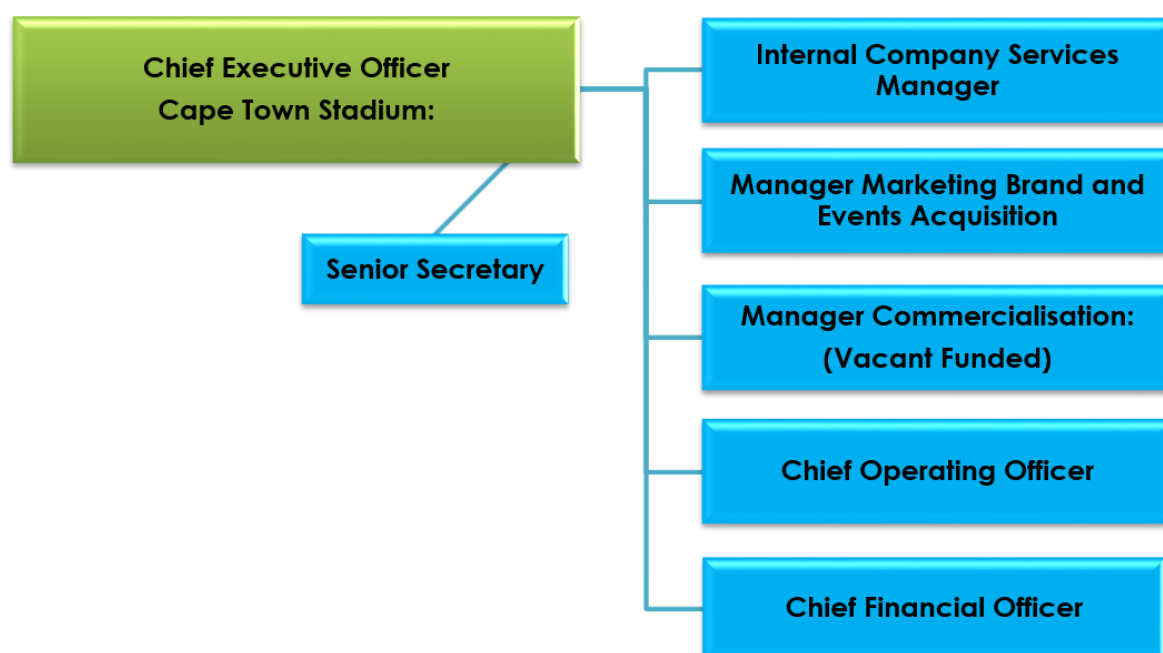 Chief Executive Officer
Cape Town Stadium:
Senior Secretary
Internal Company Services
Manager
Manager Marketing Brand and
Events Acquisition
Manager Commercialisation:
(Vacant Funded)
Chief Operating Officer
Chief Financial Officer